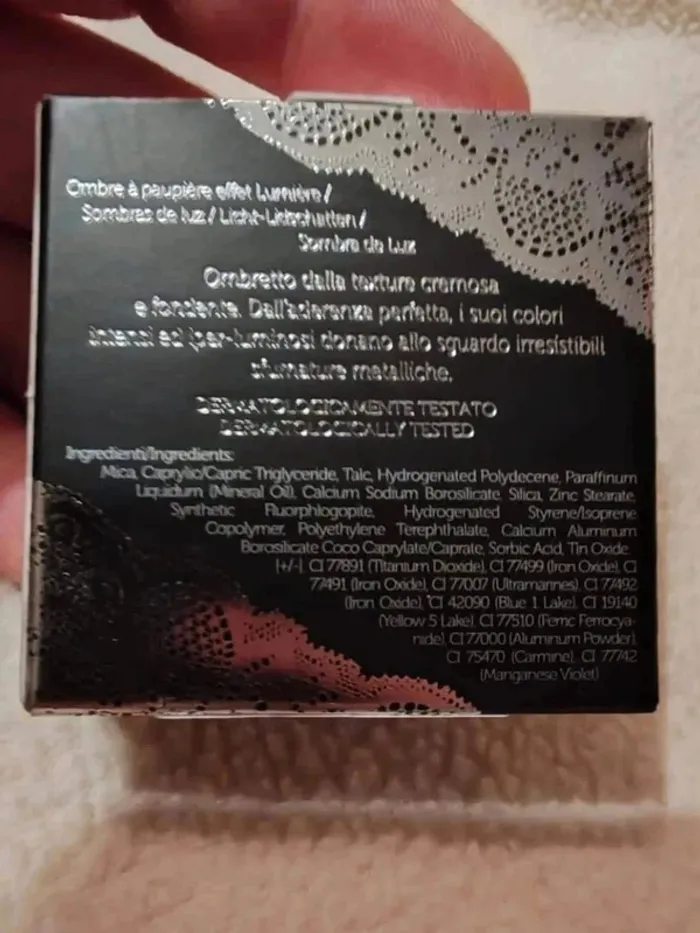 Ombre à paupière effet Lumière /
Sombras de luz / Licht-Lidschatten /
Sombra de Luz
Ombretto dalla texture cremosa
e fondente. Dall'aderenza perfetta, i suoi colori
intensi ed iper-luminosi donano allo sguardo irresistibili
sfumature metalliche.
DERMATOLOGICAMENTE TESTATO
DERMATOLOGICALLY TESTED
Ingredienti/Ingredients:
Mica, Caprylic/Capric Triglyceride, Talc, Hydrogenated Polydecene, Paraffinum
Liquidum (Mineral Oil), Calcium Sodium Borosilicate, Silica, Zinc Stearate,
Synthetic Fluorphlogopite, Hydrogenated Styrene/Isoprene
Copolymer, Polyethylene Terephthalate, Calcium Aluminum
Borosilicate Coco Caprylate/Caprate, Sorbic Acid, Tin Oxide.
[+/-]. CI 77891 (Titanium Dioxide), CI 77499 (Iron Oxide), CI
77491 (Iron Oxide), CI 77007 (Ultramarines), CI 77492
(Iron Oxide), CI 42090 (Blue 1 Lake), CI 19140
(Yellow 5 Lake), CI 77510 (Ferric Ferrocya-
nide), CI 77000 (Aluminum Powder),
CI 75470 (Carmine), CI 77742
(Manganese Violet)